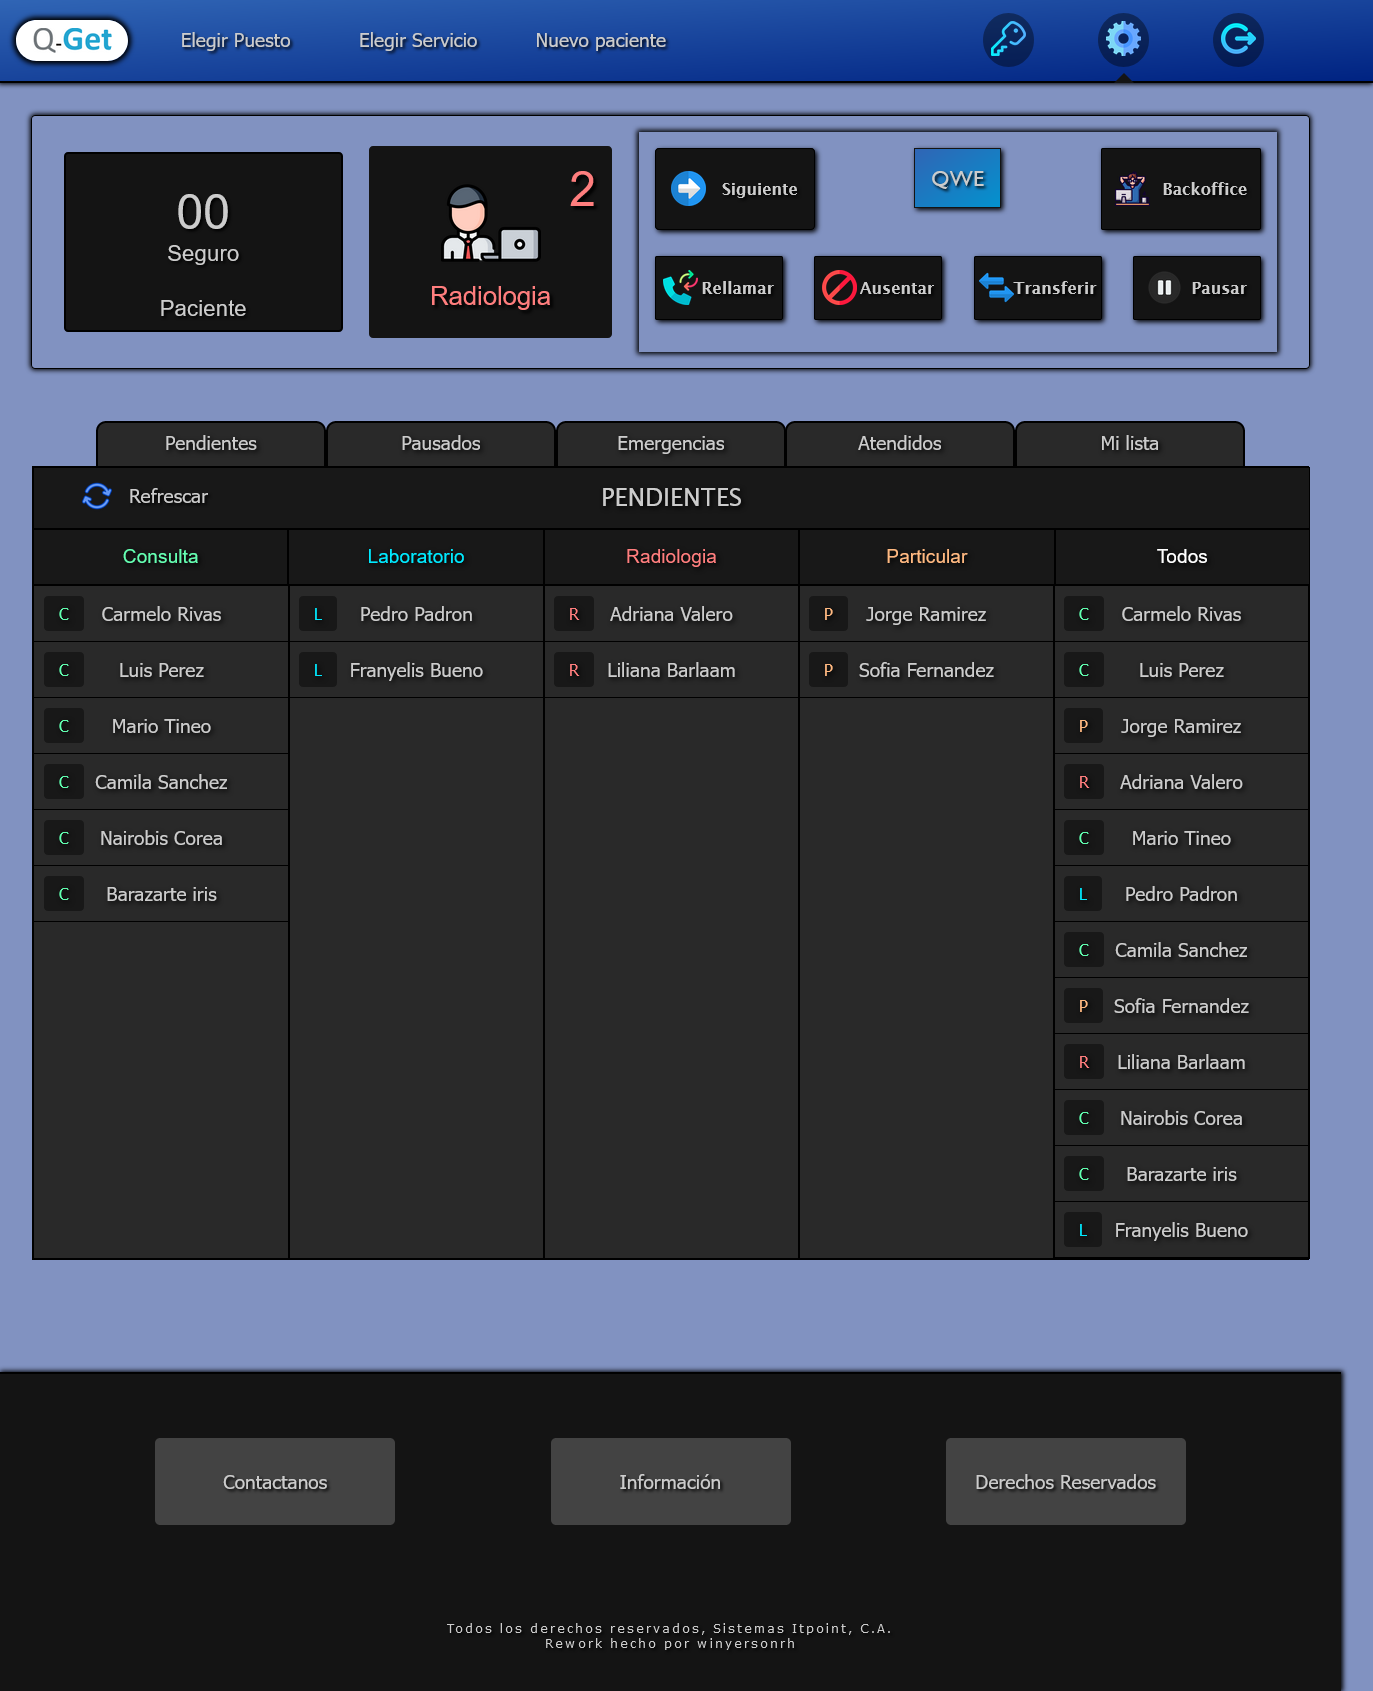 Q-Get
Elegir Puesto
Elegir Servicio
Nuevo paciente
00
Seguro
Paciente
2
Radiologia
Siguiente
QWE
Backoffice
Rellamar
Ausentar
Transferir
Pausar
Pendientes
Pausados
Emergencias
Atendidos
Mi lista
Refrescar
PENDIENTES
Consulta
Laboratorio
Radiologia
Particular
Todos
C Carmelo Rivas
L Pedro Padron
R Adriana Valero
P Jorge Ramirez
C Carmelo Rivas
C Luis Perez
L Franyelis Bueno
R Liliana Barlaam
P Sofia Fernandez
C Luis Perez
C Mario Tineo
P Jorge Ramirez
C Camila Sanchez
R Adriana Valero
C Nairobis Corea
C Mario Tineo
C Barazarte iris
L Pedro Padron
C Camila Sanchez
P Sofia Fernandez
R Liliana Barlaam
C Nairobis Corea
C Barazarte iris
L Franyelis Bueno
Contactanos
Información
Derechos Reservados
Todos los derechos reservados, Sistemas Itpoint, C.A.
Rework hecho por winyersonrh